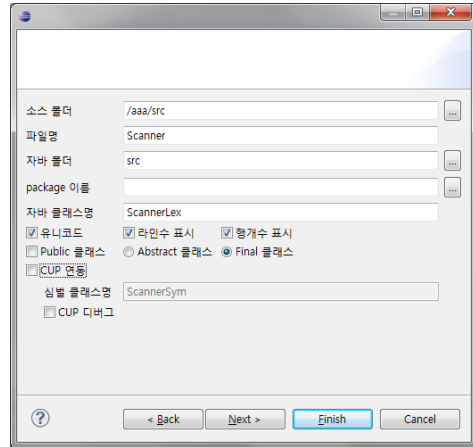 소스 폴더 /aaa/src ...
파일명 Scanner
자바 폴더 src ...
package 이름 ...
자바 클래스명 ScannerLex
유니코드 라인수 표시 행개수 표시
Public 클래스 Abstract 클래스 Final 클래스
CUP 연동
심벌 클래스명 ScannerSym
CUP 디버그
? < Back Next > Finish Cancel